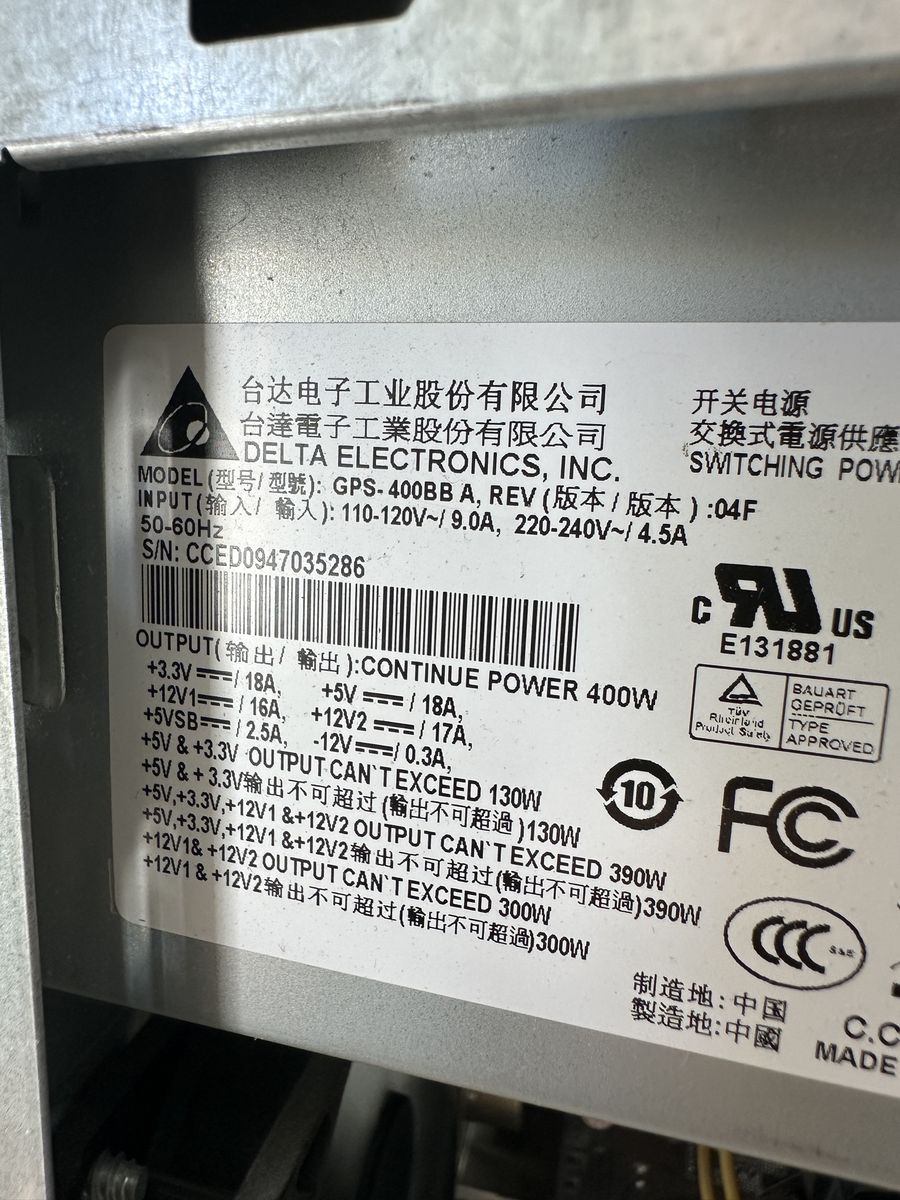 台达电子工业股份有限公司
台達電子工業股份有限公司
DELTA ELECTRONICS, INC.
开关电源
交換式電源供應
SWITCHING POW
MODEL (型号/型號): GPS-400BB A, REV (版本 / 版本 ) :04F
INPUT (输入/ 輸入): 110-120V~/ 9.0A, 220-240V~/ 4.5A
50-60Hz
S/N: CCED0947035286
OUTPUT( 输出/ 輸出 ):CONTINUE POWER 400W
+3.3V ⎓/ 18A, +5V ⎓ / 18A,
+12V1⎓/ 16A, +12V2 ⎓ / 17A,
+5VSB⎓/ 2.5A, -12V⎓/ 0.3A,
+5V & +3.3V OUTPUT CAN`T EXCEED 130W
+5V & + 3.3V输出不可超过(輸出不可超過 )130W
+5V,+3.3V,+12V1 &+12V2 OUTPUT CAN`T EXCEED 390W
+5V,+3.3V,+12V1 &+12V2输出不可超过(輸出不可超過)390W
+12V1& +12V2 OUTPUT CAN`T EXCEED 300W
+12V1 & +12V2输出不可超过(輸出不可超過)300W
C RU US
E131881
TÜV
Rheinland
Product Safety
BAUART
GEPRÜFT
TYPE
APPROVED
10
FC
CCC S&E
制造地: 中国
製造地:中國
C.C
MADE